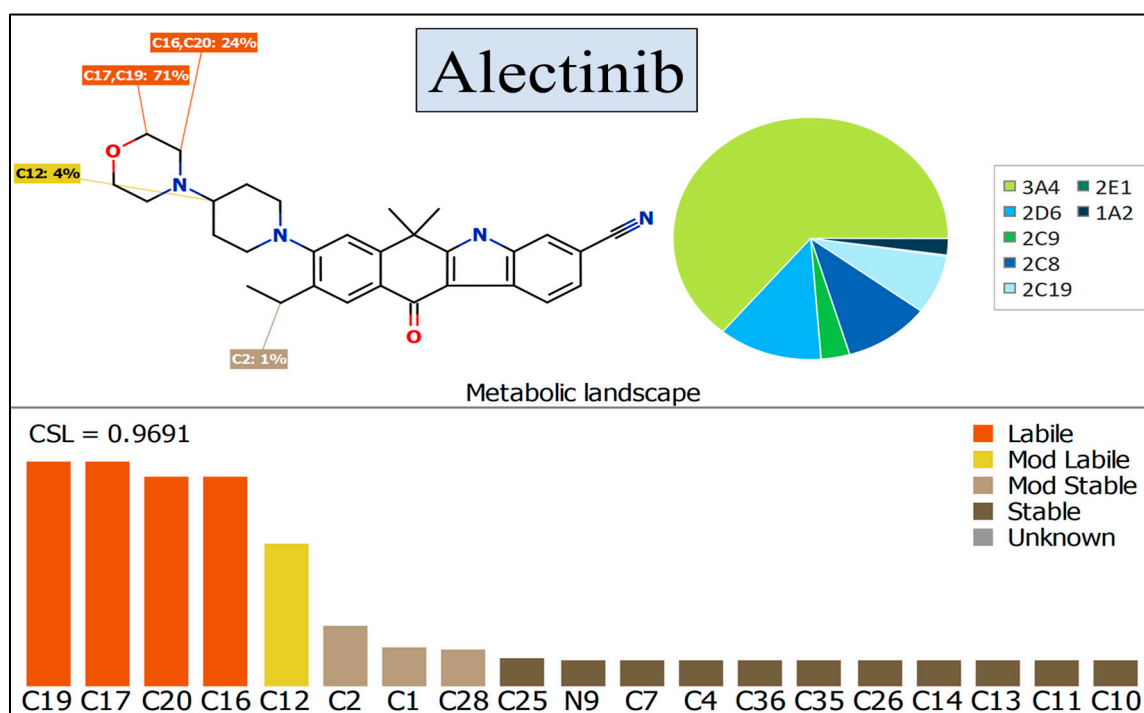 Alectinib
C16,C20: 24%
C17,C19: 71%
C12: 4%
O
N
N
N
N
O
C2: 1%
3A4 2E1
2D6 1A2
2C9
2C8
2C19
Metabolic landscape
CSL = 0.9691
Labile
Mod Labile
Mod Stable
Stable
Unknown
C19 C17 C20 C16 C12 C2 C1 C28 C25 N9 C7 C4 C36 C35 C26 C14 C13 C11 C10